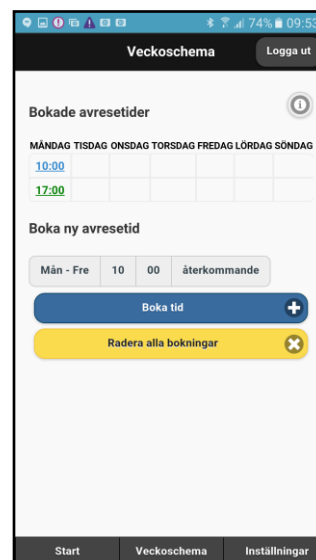 74% 09:53
Veckoschema
Logga ut
Bokade avresetider
MÅNDAG TISDAG ONSDAG TORSDAG FREDAG LÖRDAG SÖNDAG
10:00
17:00
Boka ny avresetid
Mån - Fre 10 00 återkommande
Boka tid
Radera alla bokningar
Start Veckoschema Inställningar